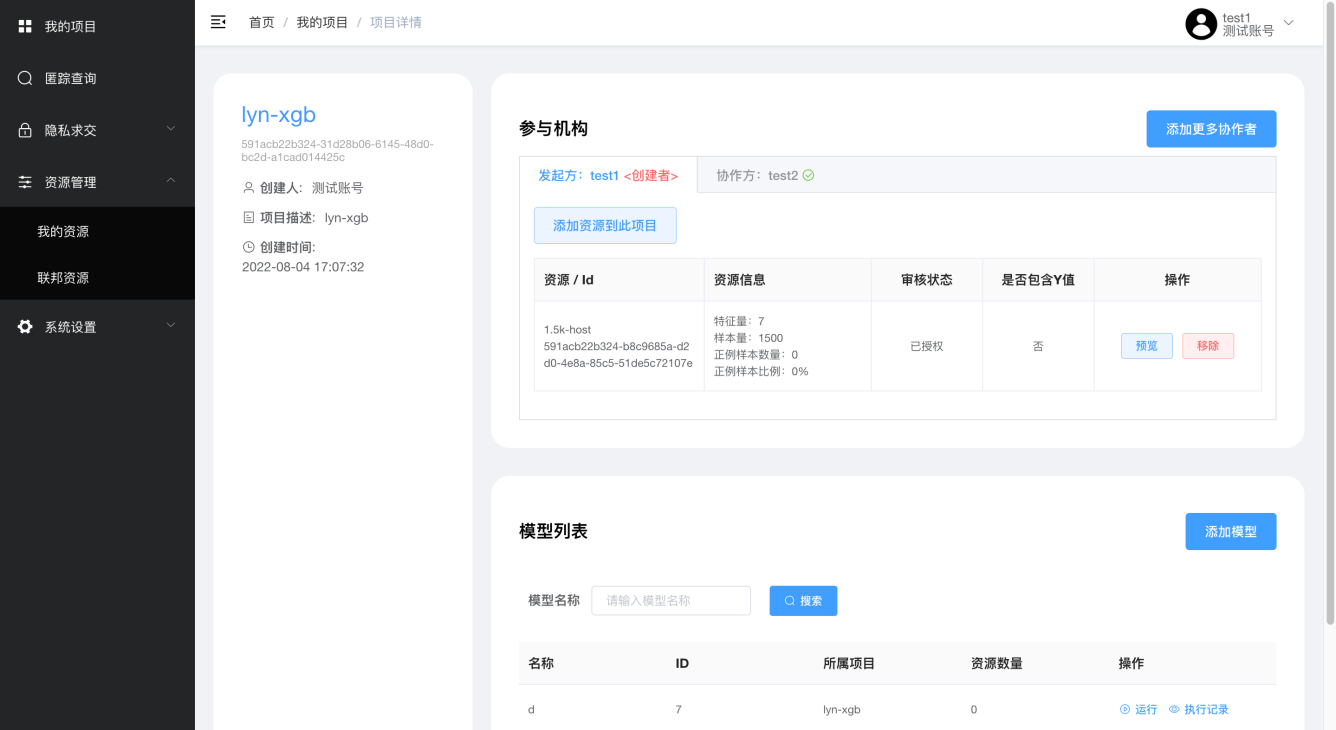 我的项目
匿踪查询
隐私求交
资源管理
我的资源
联邦资源
系统设置
首页 / 我的项目 / 项目详情
test1
测试账号
lyn-xgb
591acb22b324-31d28b06-6145-48d0-
bc2d-a1cad014425c
创建人: 测试账号
项目描述: lyn-xgb
创建时间:
2022-08-04 17:07:32
参与机构
添加更多协作者
发起方：test1 <创建者>
协作方：test2
添加资源到此项目
资源 / Id 资源信息 审核状态 是否包含Y值 操作
1.5k-host
591acb22b324-b8c9685a-d2
d0-4e8a-85c5-51de5c72107e
特征量：7
样本量：1500
正例样本数量：0
正例样本比例：0%
已授权
否
预览 移除
模型列表
添加模型
模型名称 请输入模型名称 搜索
名称 ID 所属项目 资源数量 操作
d 7 lyn-xgb 0 运行 执行记录